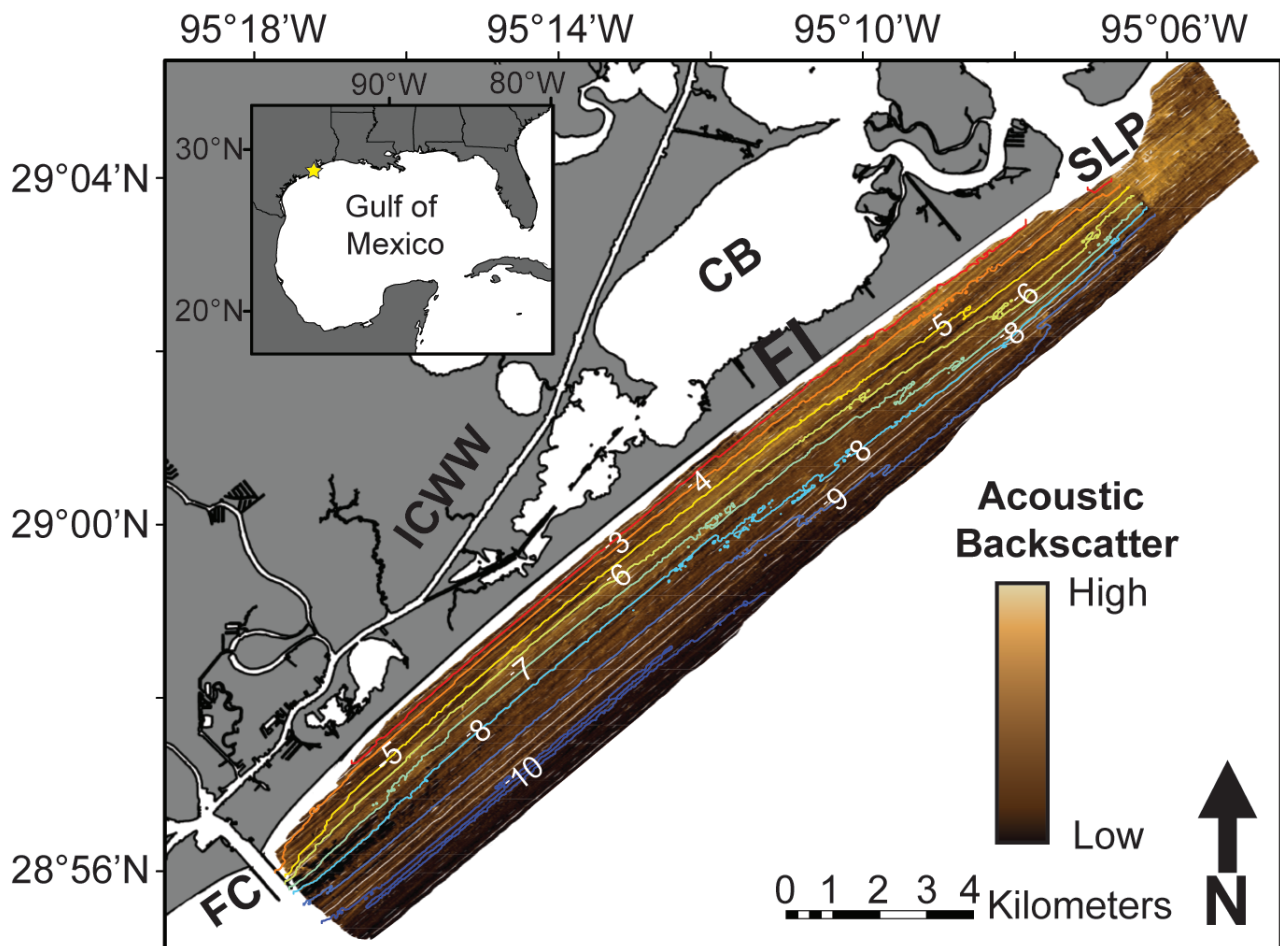 95°18'W 95°14'W 95°10'W 95°06'W
90°W 80°W
30°N
20°N
Gulf of
Mexico
29°04'N
29°00'N
28°56'N
SLP
CB
FI
ICWW
FC
-6
-5
-8
-8
-4
-9
-3
-6
-7
-8
-5
-10
Acoustic
Backscatter
High
Low
0 1 2 3 4 Kilometers
N